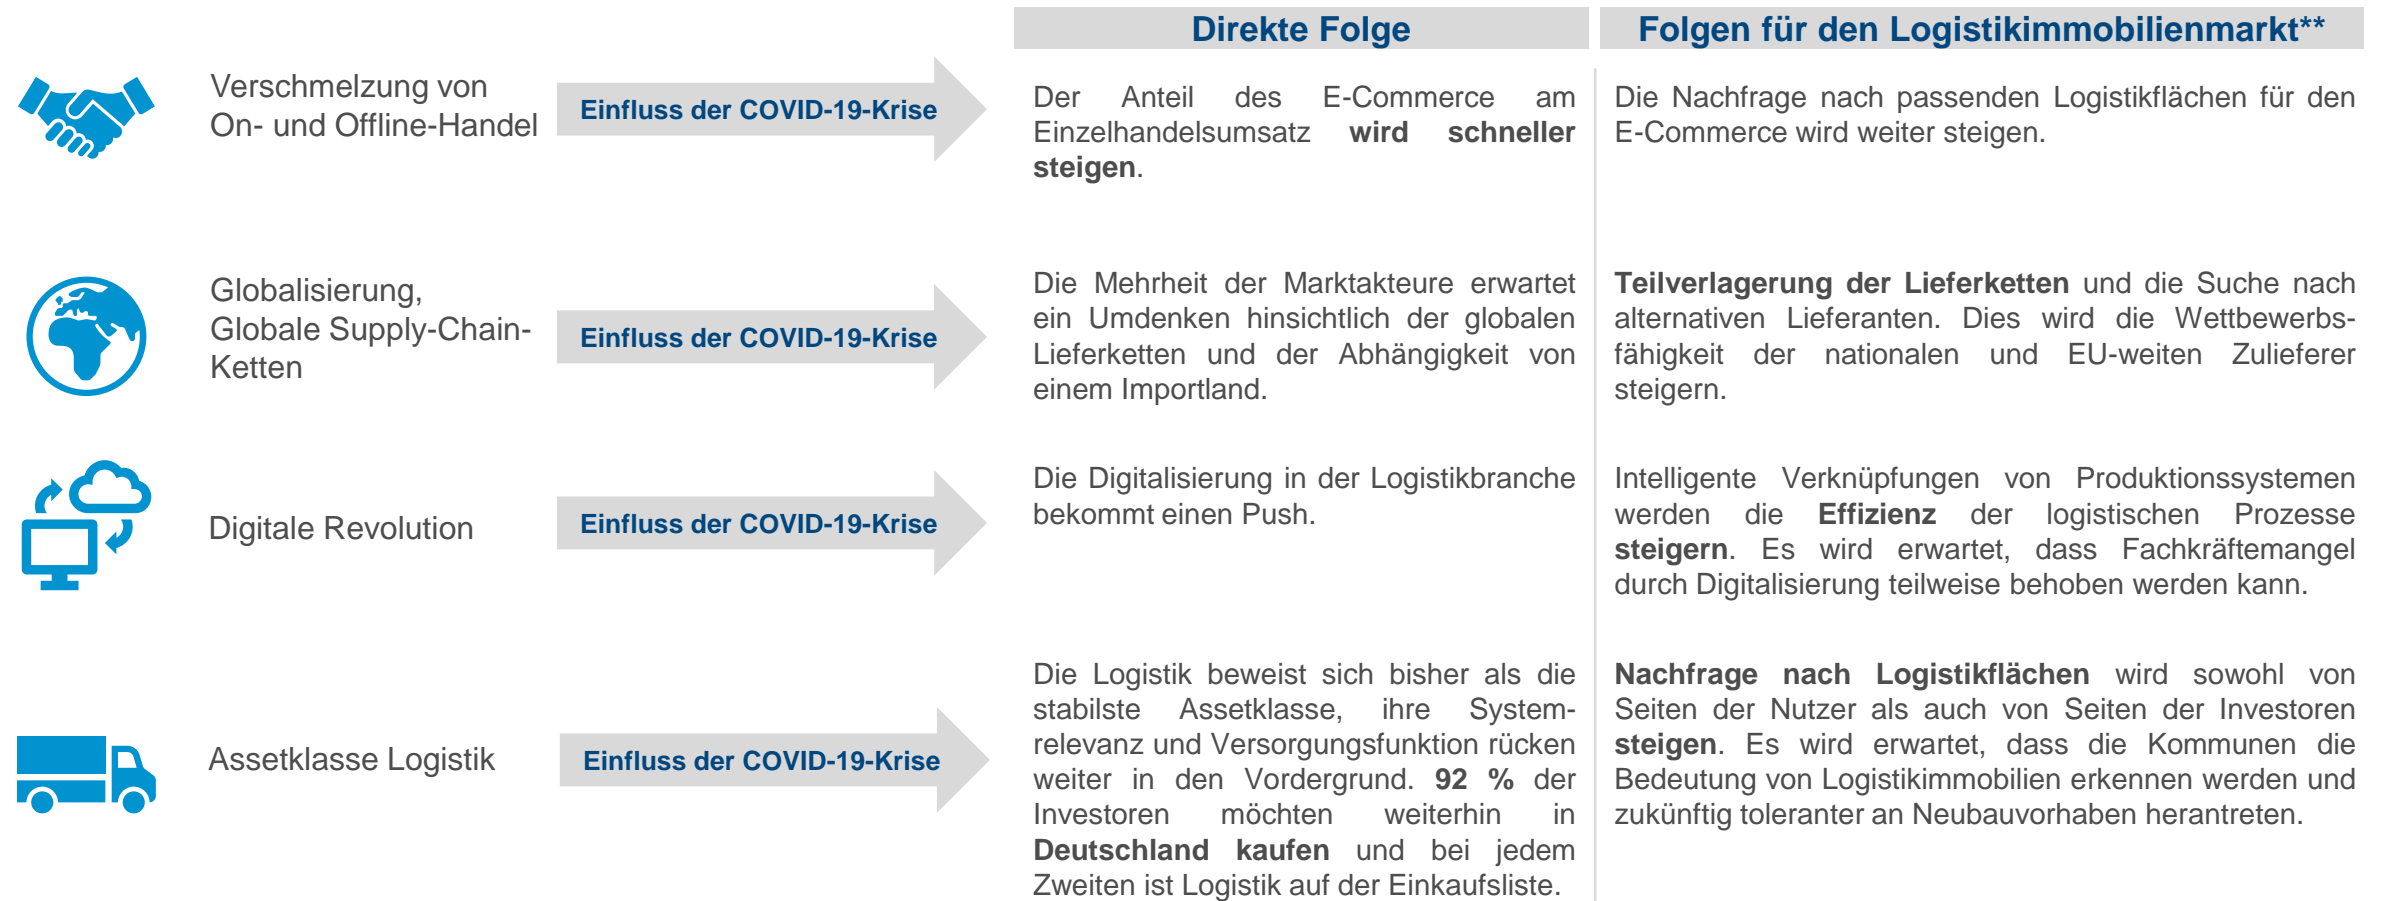 Direkte Folge
Folgen für den Logistikimmobilienmarkt**
Verschmelzung von
On- und Offline-Handel
Einfluss der COVID-19-Krise
Der Anteil des E-Commerce am
Einzelhandelsumsatz wird schneller
steigen.
Die Nachfrage nach passenden Logistikflächen für den
E-Commerce wird weiter steigen.
Globalisierung,
Globale Supply-Chain-
Ketten
Einfluss der COVID-19-Krise
Die Mehrheit der Marktakteure erwartet
ein Umdenken hinsichtlich der globalen
Lieferketten und der Abhängigkeit von
einem Importland.
Teilverlagerung der Lieferketten und die Suche nach
alternativen Lieferanten. Dies wird die Wettbewerbs-
fähigkeit der nationalen und EU-weiten Zulieferer
steigern.
Digitale Revolution
Einfluss der COVID-19-Krise
Die Digitalisierung in der Logistikbranche
bekommt einen Push.
Intelligente Verknüpfungen von Produktionssystemen
werden die Effizienz der logistischen Prozesse
steigern. Es wird erwartet, dass Fachkräftemangel
durch Digitalisierung teilweise behoben werden kann.
Assetklasse Logistik
Einfluss der COVID-19-Krise
Die Logistik beweist sich bisher als die
stabilste Assetklasse, ihre System-
relevanz und Versorgungsfunktion rücken
weiter in den Vordergrund. 92 % der
Investoren möchten weiterhin in
Deutschland kaufen und bei jedem
Zweiten ist Logistik auf der Einkaufsliste.
Nachfrage nach Logistikflächen wird sowohl von
Seiten der Nutzer als auch von Seiten der Investoren
steigen. Es wird erwartet, dass die Kommunen die
Bedeutung von Logistikimmobilien erkennen werden und
zukünftig toleranter an Neubauvorhaben herantreten.